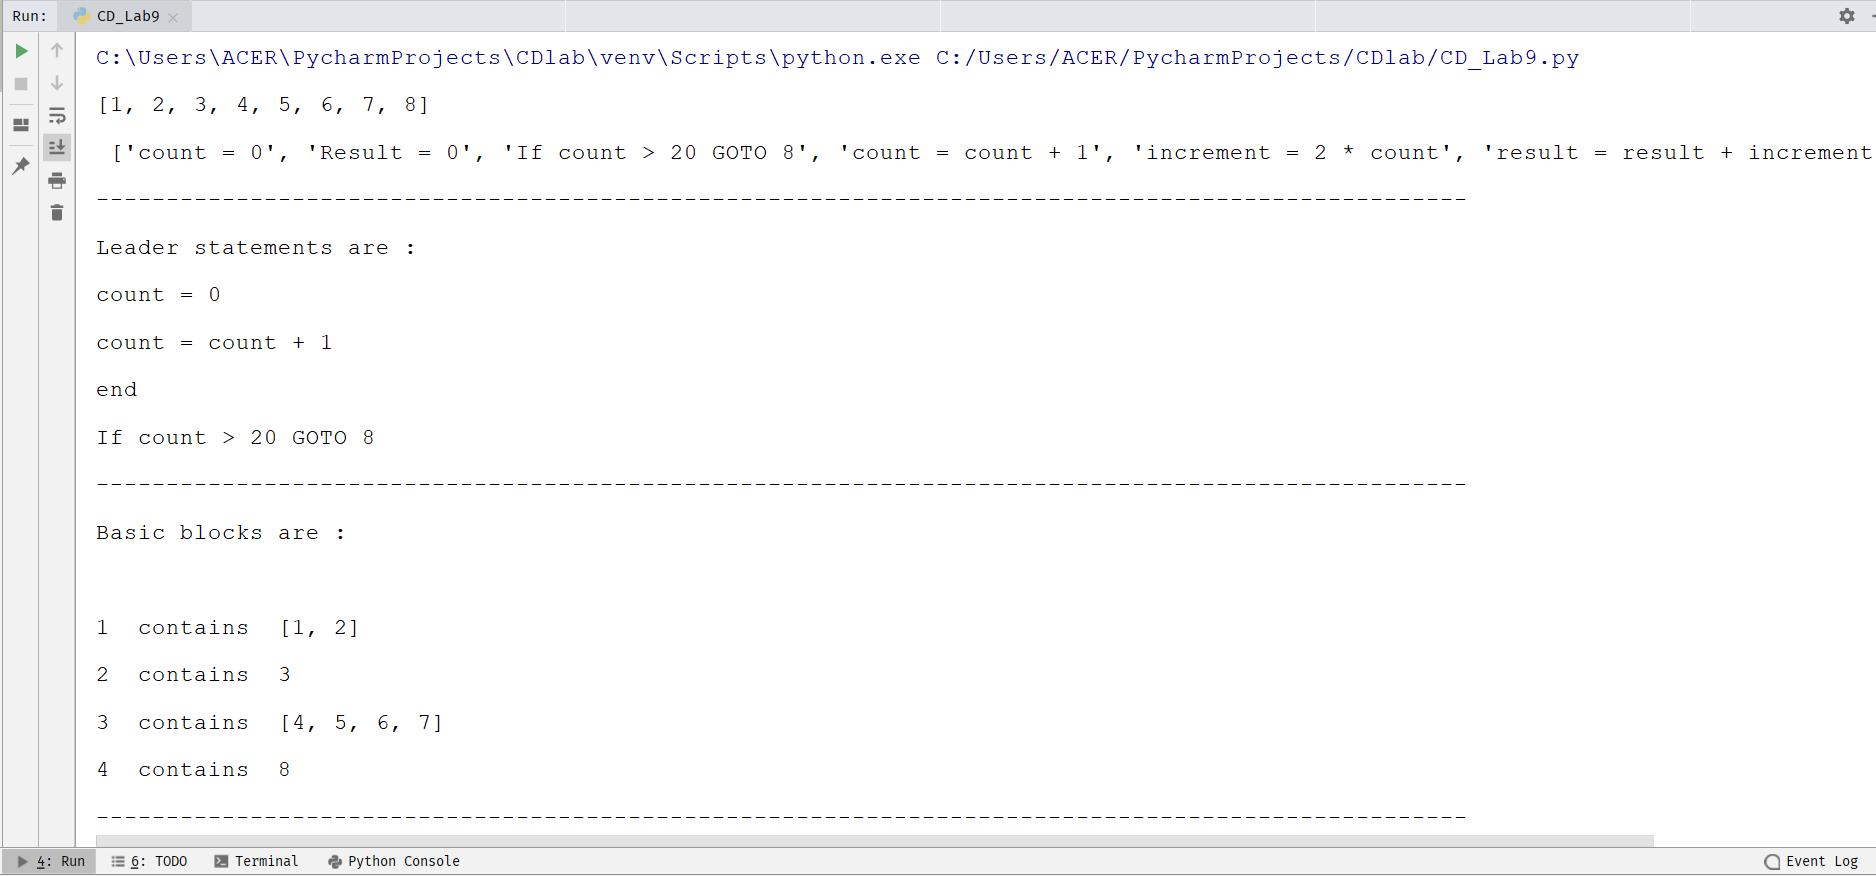 Run: CD_Lab9
C:\Users\ACER\PycharmProjects\CDlab\venv\Scripts\python.exe C:/Users/ACER/PycharmProjects/CDlab/CD_Lab9.py
[1, 2, 3, 4, 5, 6, 7, 8]
['count = 0', 'Result = 0', 'If count > 20 GOTO 8', 'count = count + 1', 'increment = 2 * count', 'result = result + increment
--------------------------------------------------------------------------------------------------
Leader statements are :
count = 0
count = count + 1
end
If count > 20 GOTO 8
--------------------------------------------------------------------------------------------------
Basic blocks are :
1  contains  [1, 2]
2  contains  3
3  contains  [4, 5, 6, 7]
4  contains  8
--------------------------------------------------------------------------------------------------
4: Run 6: TODO Terminal Python Console Event Log